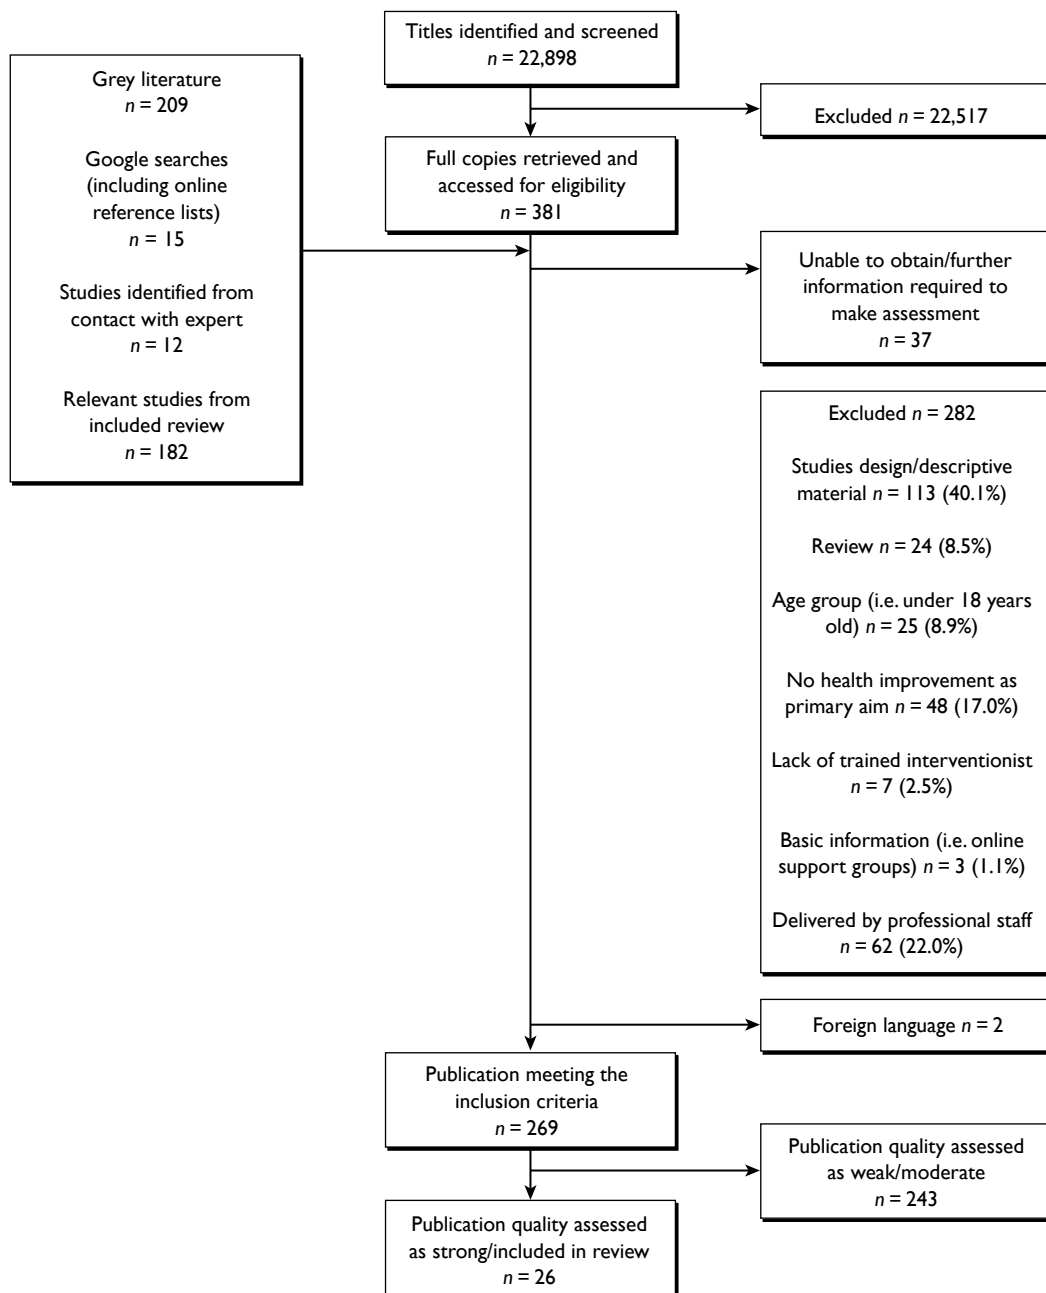 Titles identified and screened
n = 22,898
Grey literature
n = 209
Google searches
(including online
reference lists)
n = 15
Studies identified from
contact with expert
n = 12
Relevant studies from
included review
n = 182
Excluded n = 22,517
Full copies retrieved and
accessed for eligibility
n = 381
Unable to obtain/further
information required to
make assessment
n = 37
Excluded n = 282
Studies design/descriptive
material n = 113 (40.1%)
Review n = 24 (8.5%)
Age group (i.e. under 18 years
old) n = 25 (8.9%)
No health improvement as
primary aim n = 48 (17.0%)
Lack of trained interventionist
n = 7 (2.5%)
Basic information (i.e. online
support groups) n = 3 (1.1%)
Delivered by professional staff
n = 62 (22.0%)
Foreign language n = 2
Publication meeting the
inclusion criteria
n = 269
Publication quality assessed
as weak/moderate
n = 243
Publication quality assessed
as strong/included in review
n = 26